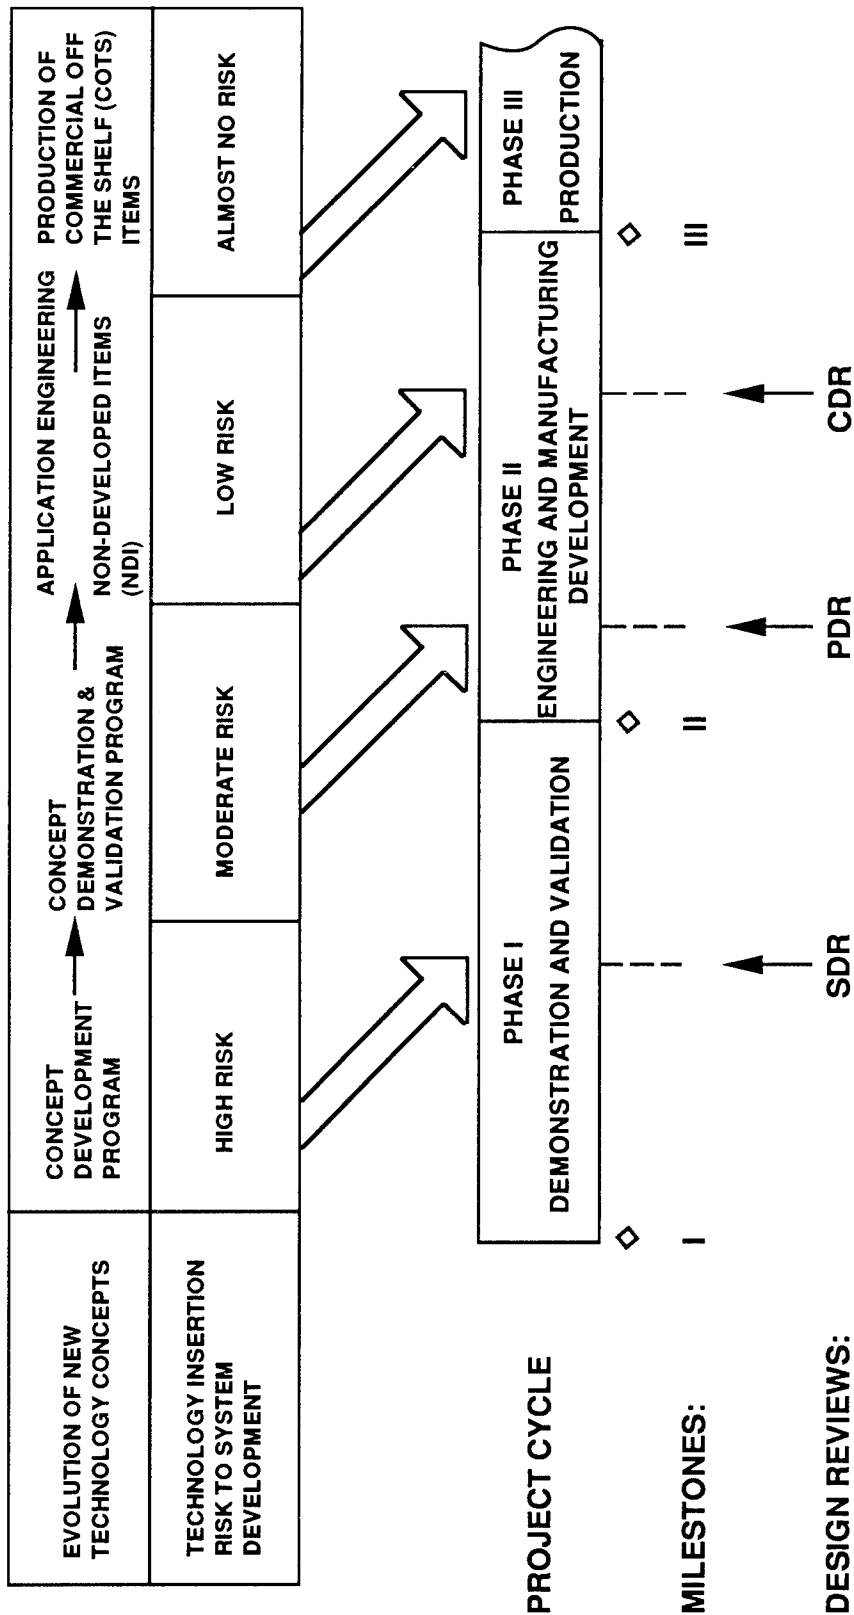 EVOLUTION OF NEW
TECHNOLOGY CONCEPTS
CONCEPT
DEVELOPMENT
PROGRAM
CONCEPT
DEMONSTRATION &
VALIDATION PROGRAM
APPLICATION ENGINEERING
NON-DEVELOPED ITEMS
(NDI)
PRODUCTION OF
COMMERCIAL OFF
THE SHELF (COTS)
ITEMS
TECHNOLOGY INSERTION
RISK TO SYSTEM
DEVELOPMENT
HIGH RISK
MODERATE RISK
LOW RISK
ALMOST NO RISK
PROJECT CYCLE
PHASE I
DEMONSTRATION AND VALIDATION
PHASE II
ENGINEERING AND MANUFACTURING
DEVELOPMENT
PHASE III
PRODUCTION
MILESTONES:
I
II
III
DESIGN REVIEWS:
SDR
PDR
CDR